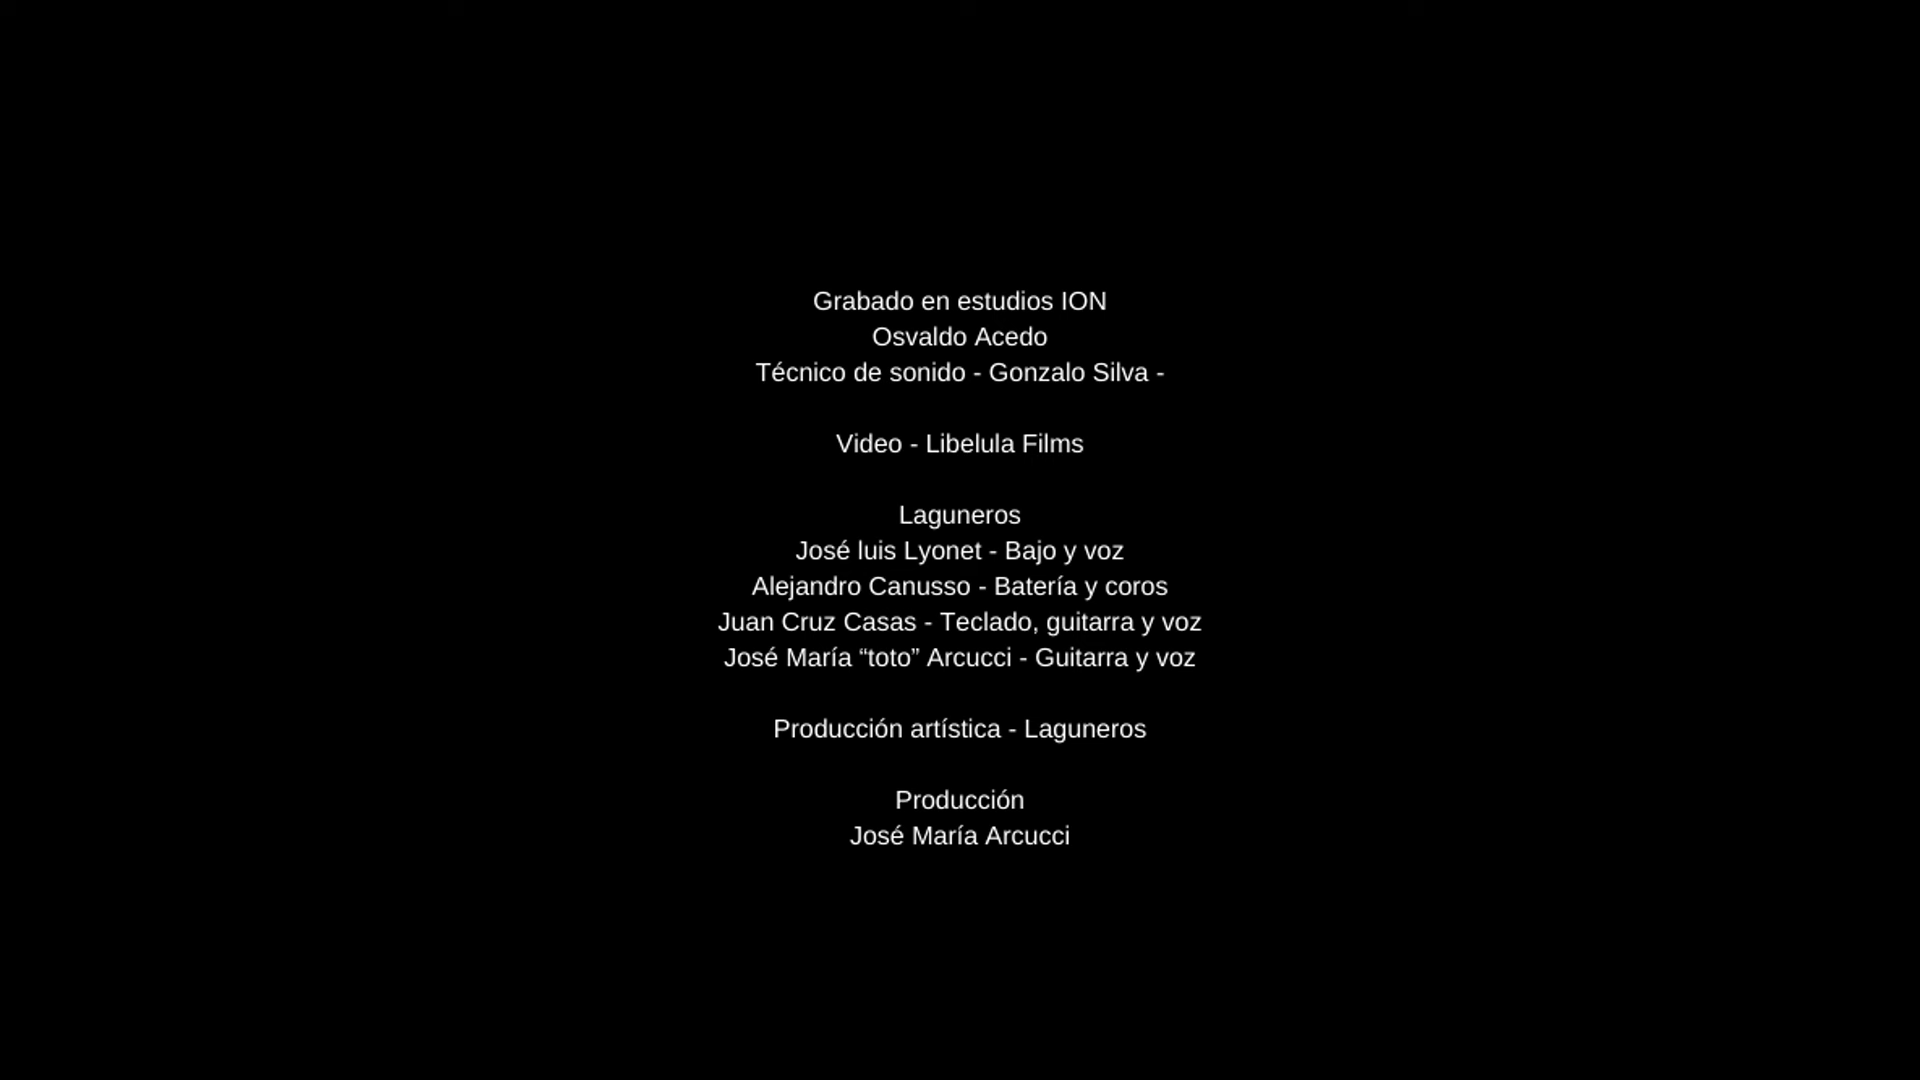 Grabado en estudios ION
Osvaldo Acedo
Técnico de sonido - Gonzalo Silva -
Video - Libelula Films
Laguneros
José luis Lyonet - Bajo y voz
Alejandro Canusso - Batería y coros
Juan Cruz Casas - Teclado, guitarra y voz
José María “toto” Arcucci - Guitarra y voz
Producción artística - Laguneros
Producción
José María Arcucci